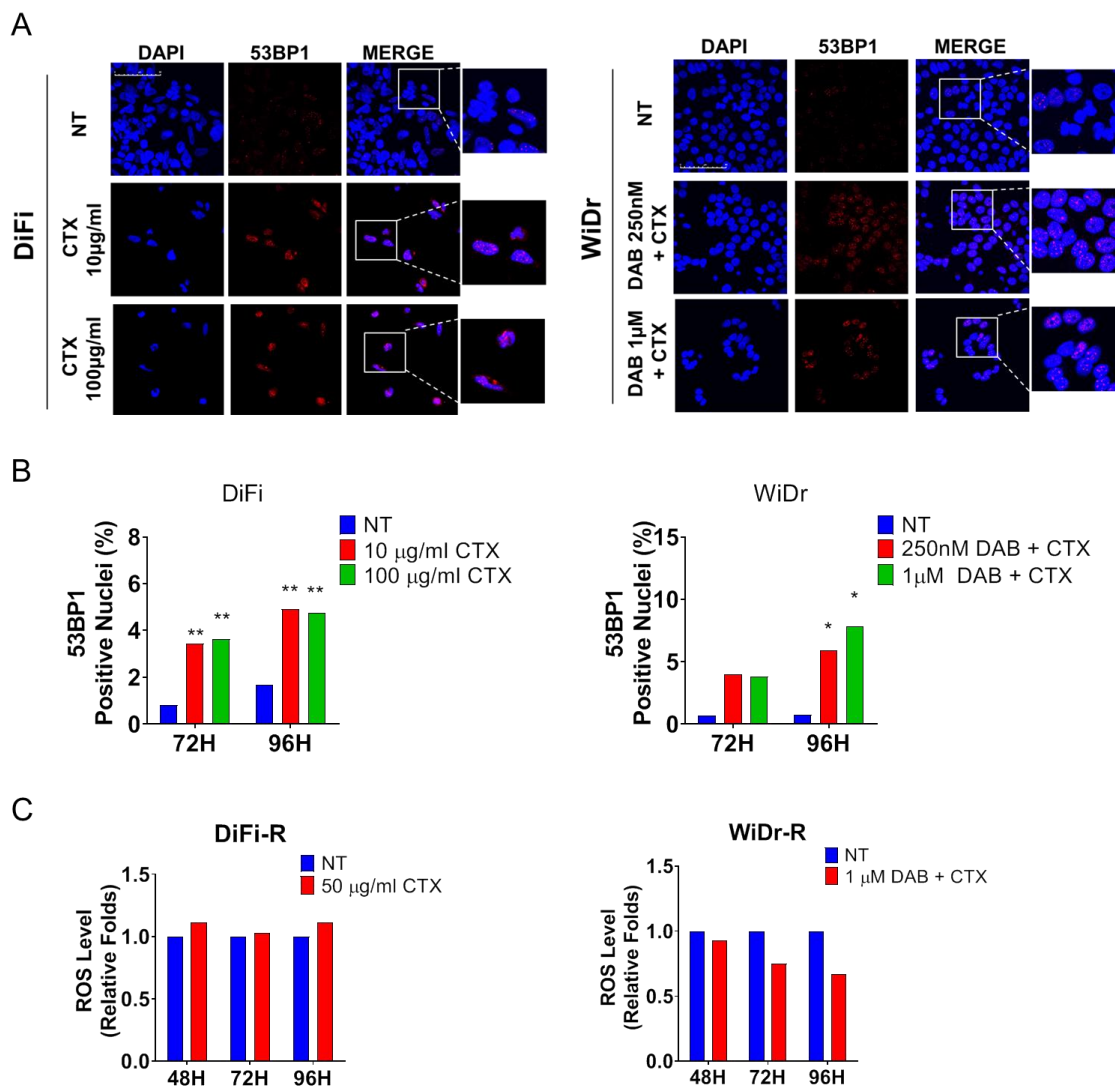 A
DAPI 53BP1 MERGE
DiFi
NT
CTX
10µg/ml
CTX
100µg/ml
DAPI 53BP1 MERGE
WiDr
NT
DAB 250nM
+ CTX
DAB 1µM
+ CTX
B
DiFi
53BP1
Positive Nuclei (%)
8
6
4
2
0
72H 96H
** ** ** **
NT
10 µg/ml CTX
100 µg/ml CTX
WiDr
53BP1
Positive Nuclei (%)
15
10
5
0
72H 96H
* *
NT
250nM DAB + CTX
1µM DAB + CTX
C
DiFi-R
ROS Level
(Relative Folds)
1.5
1.0
0.5
0.0
48H 72H 96H
NT
50 µg/ml CTX
WiDr-R
ROS Level
(Relative Folds)
1.5
1.0
0.5
0.0
48H 72H 96H
NT
1 µM DAB + CTX